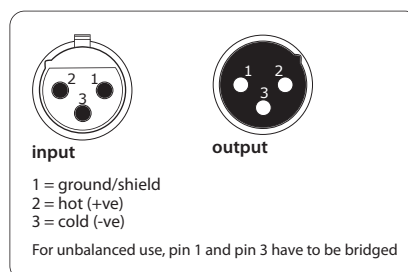 2 1
3
1 2
3
input
output
1 = ground/shield
2 = hot (+ve)
3 = cold (-ve)
For unbalanced use, pin 1 and pin 3 have to be bridged